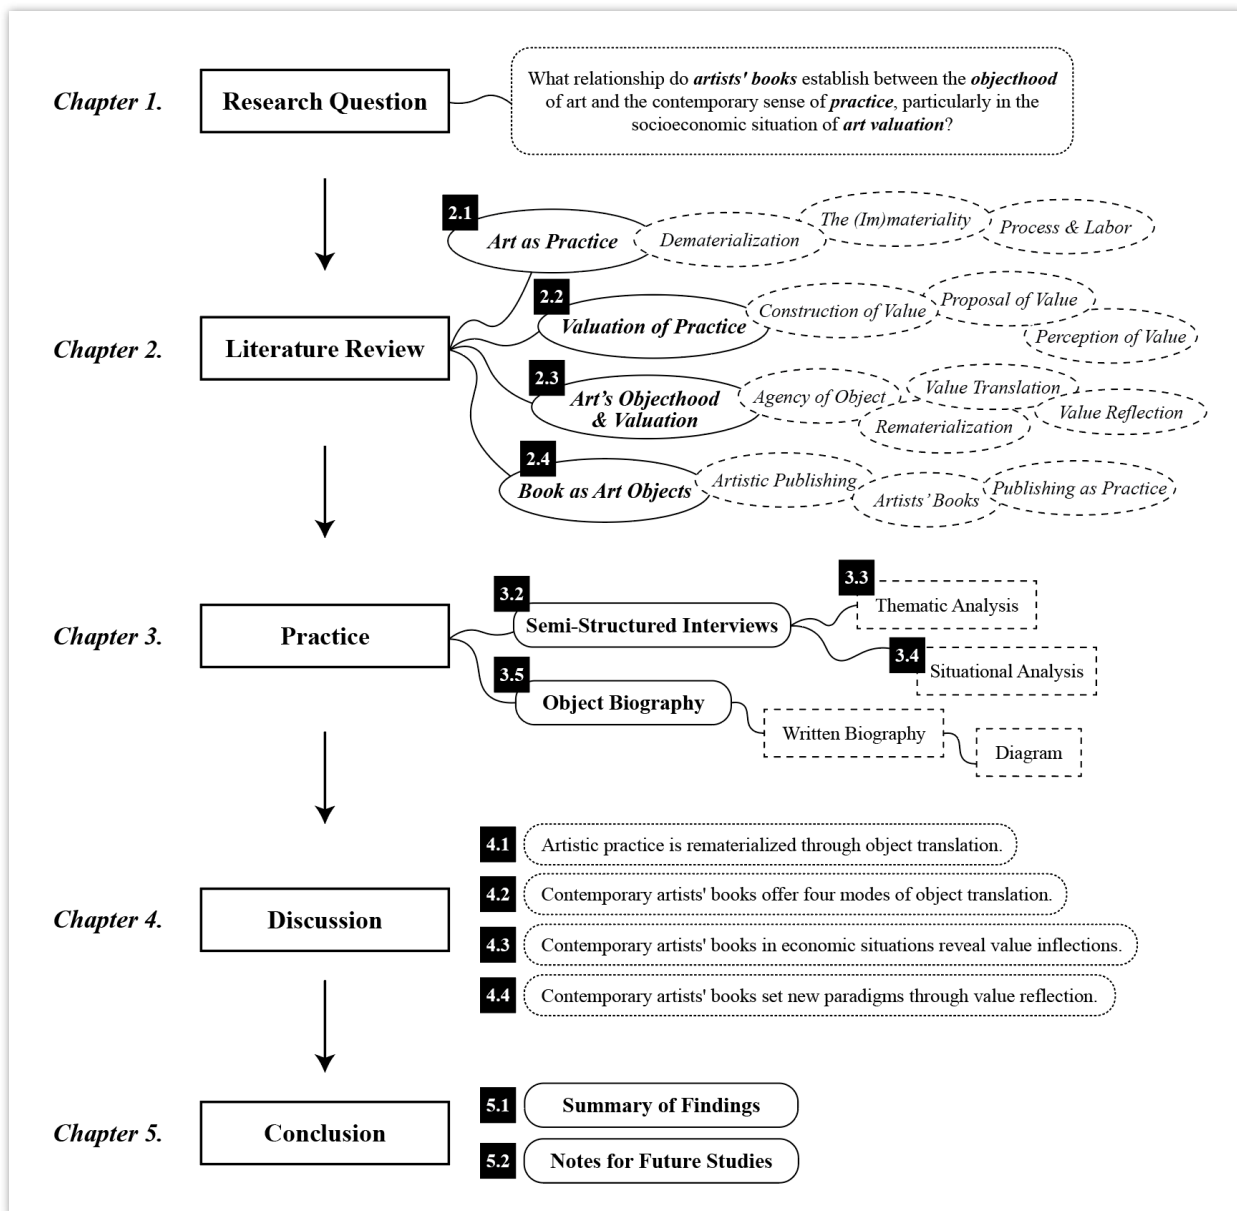 Chapter 1.
Research Question
What relationship do artists' books establish between the objecthood
of art and the contemporary sense of practice, particularly in the
socioeconomic situation of art valuation?
Chapter 2.
Literature Review
2.1
Art as Practice
Dematerialization
The (Im)materiality
Process & Labor
2.2
Valuation of Practice
Construction of Value
Proposal of Value
Perception of Value
2.3
Art’s Objecthood
& Valuation
Agency of Object
Value Translation
Rematerialization
Value Reflection
2.4
Book as Art Objects
Artistic Publishing
Artists’ Books
Publishing as Practice
Chapter 3.
Practice
3.2
Semi-Structured Interviews
3.3
Thematic Analysis
3.4
Situational Analysis
3.5
Object Biography
Written Biography
Diagram
Chapter 4.
Discussion
4.1
Artistic practice is rematerialized through object translation.
4.2
Contemporary artists' books offer four modes of object translation.
4.3
Contemporary artists' books in economic situations reveal value inflections.
4.4
Contemporary artists' books set new paradigms through value reflection.
Chapter 5.
Conclusion
5.1
Summary of Findings
5.2
Notes for Future Studies